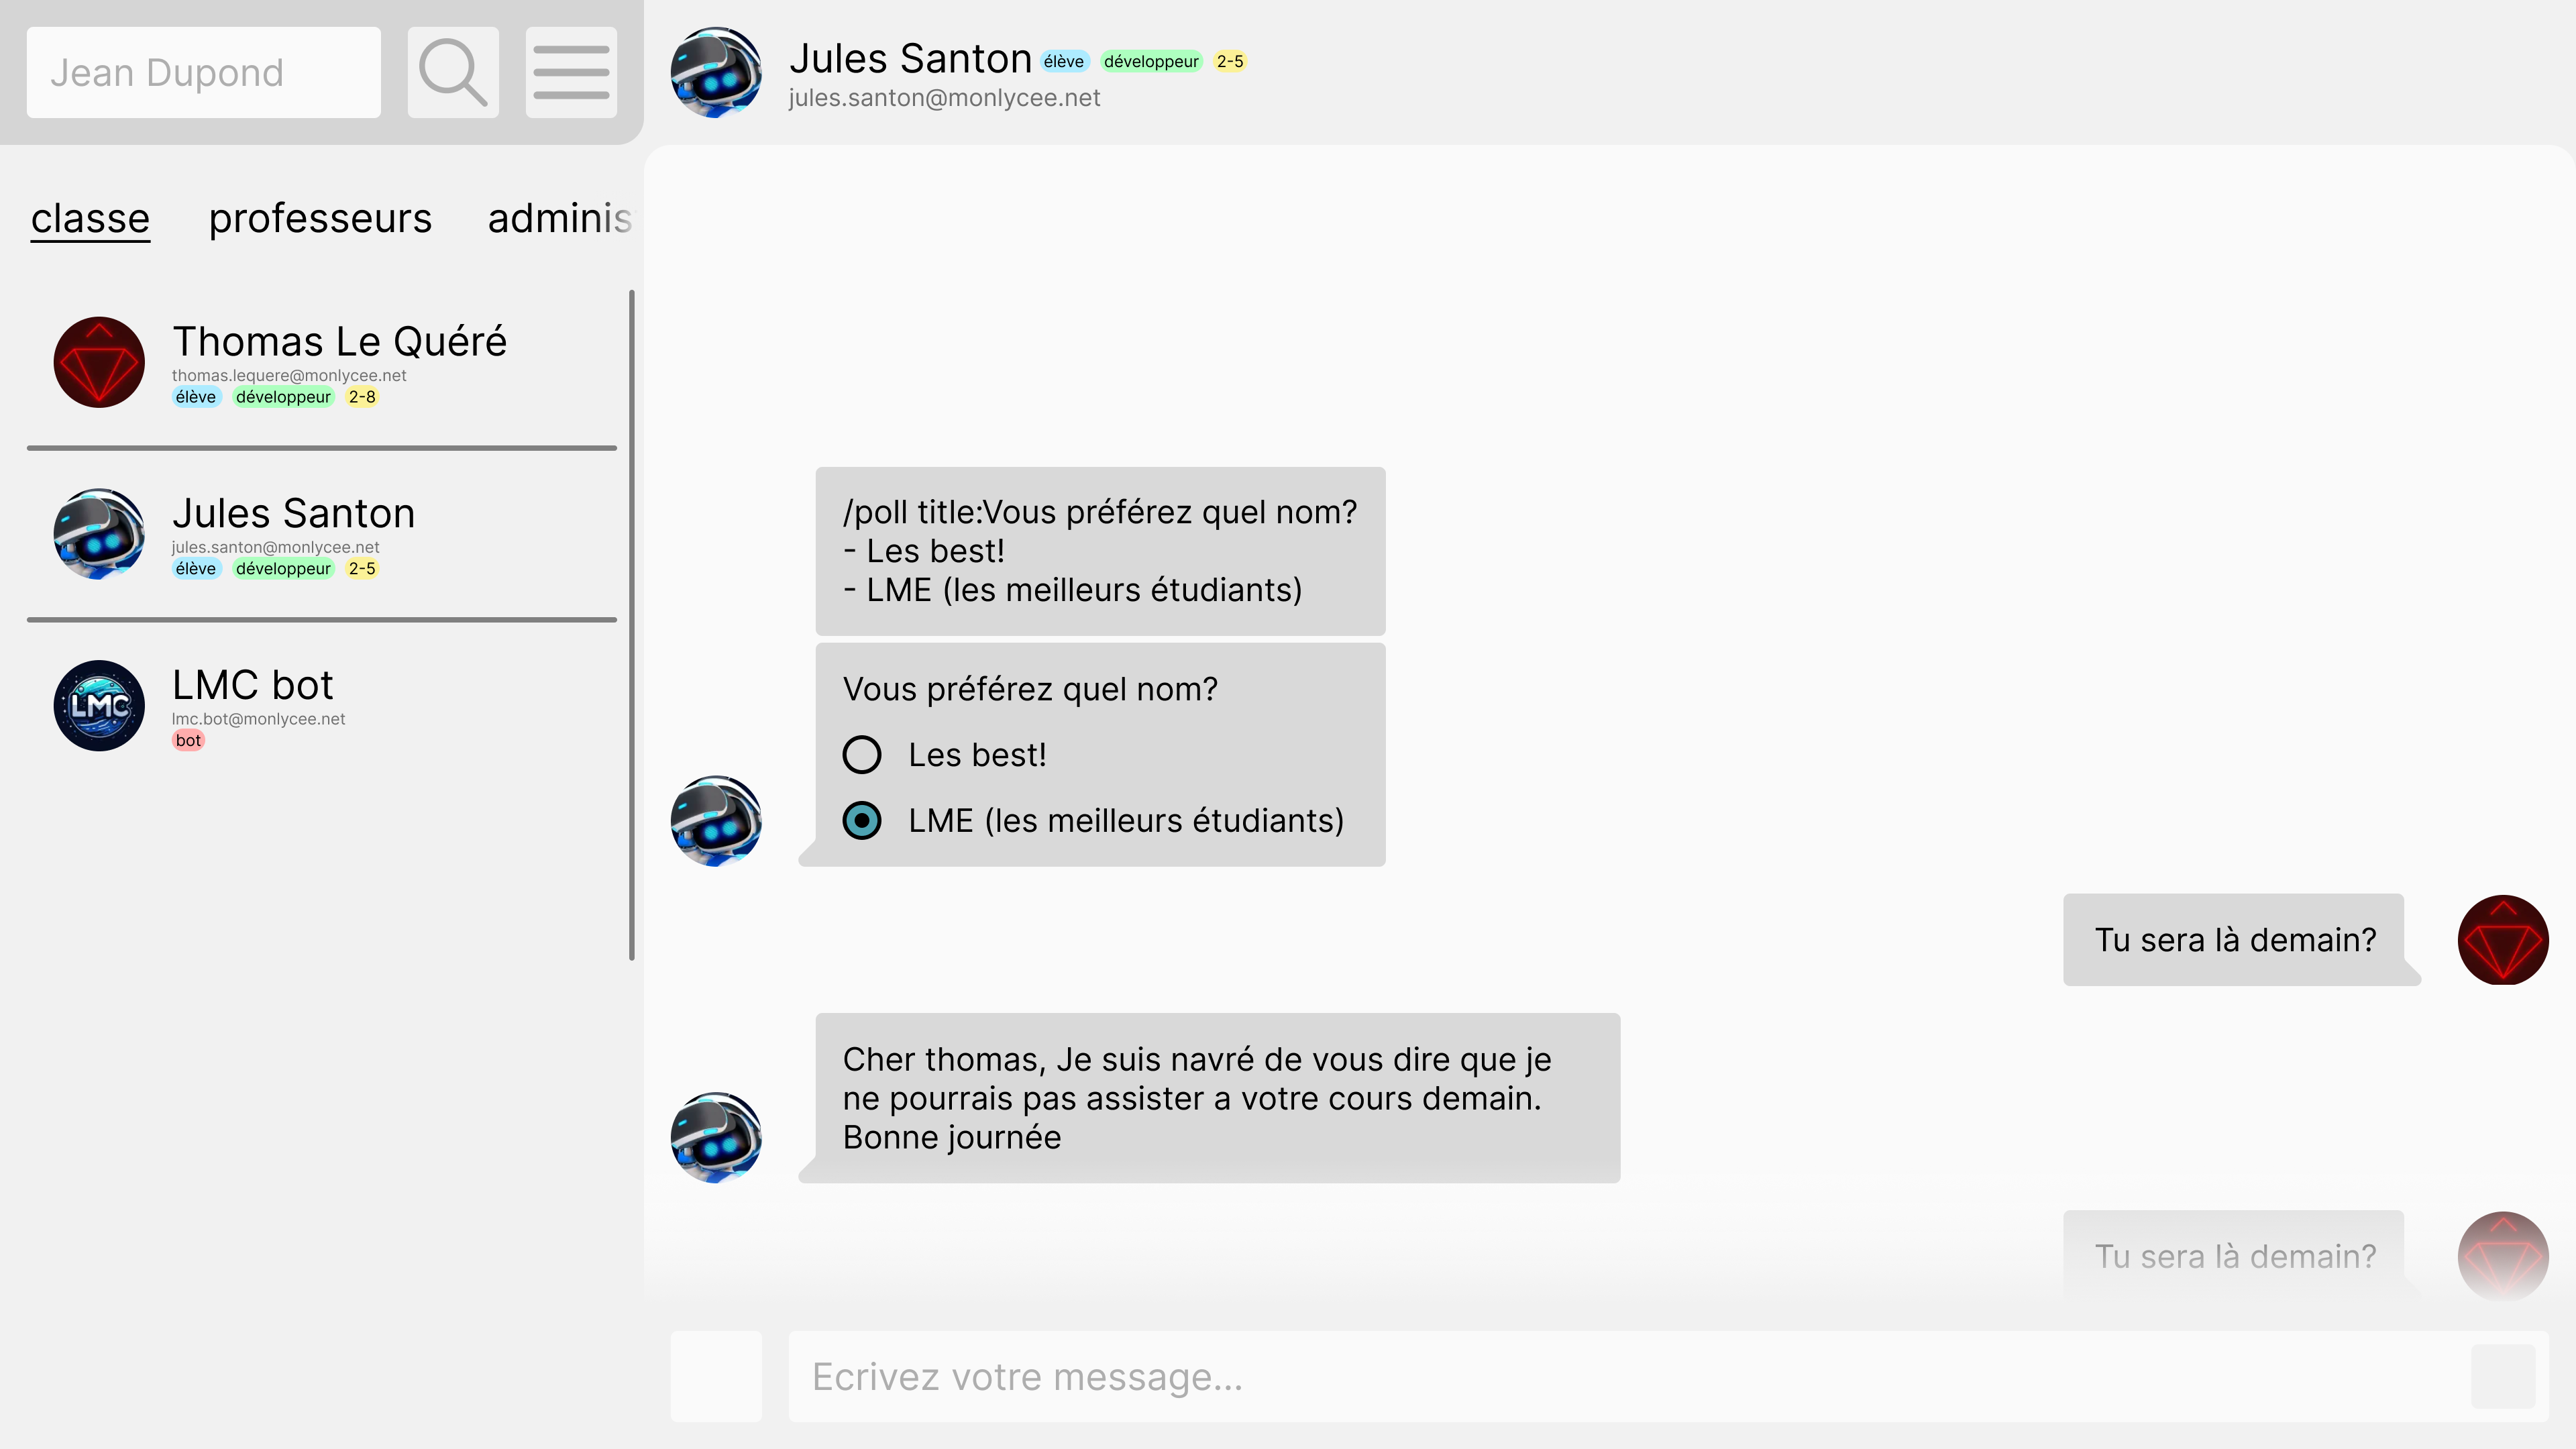 Jean Dupond
classe professeurs adminis
Thomas Le Quéré
thomas.lequere@monlycee.net
élève développeur 2-8
Jules Santon
jules.santon@monlycee.net
élève développeur 2-5
LMC
LMC bot
lmc.bot@monlycee.net
bot
Jules Santon élève développeur 2-5
jules.santon@monlycee.net
/poll title:Vous préférez quel nom?
- Les best!
- LME (les meilleurs étudiants)
Vous préférez quel nom?
Les best!
LME (les meilleurs étudiants)
Tu sera là demain?
Cher thomas, Je suis navré de vous dire que je
ne pourrais pas assister a votre cours demain.
Bonne journée
Tu sera là demain?
Ecrivez votre message...